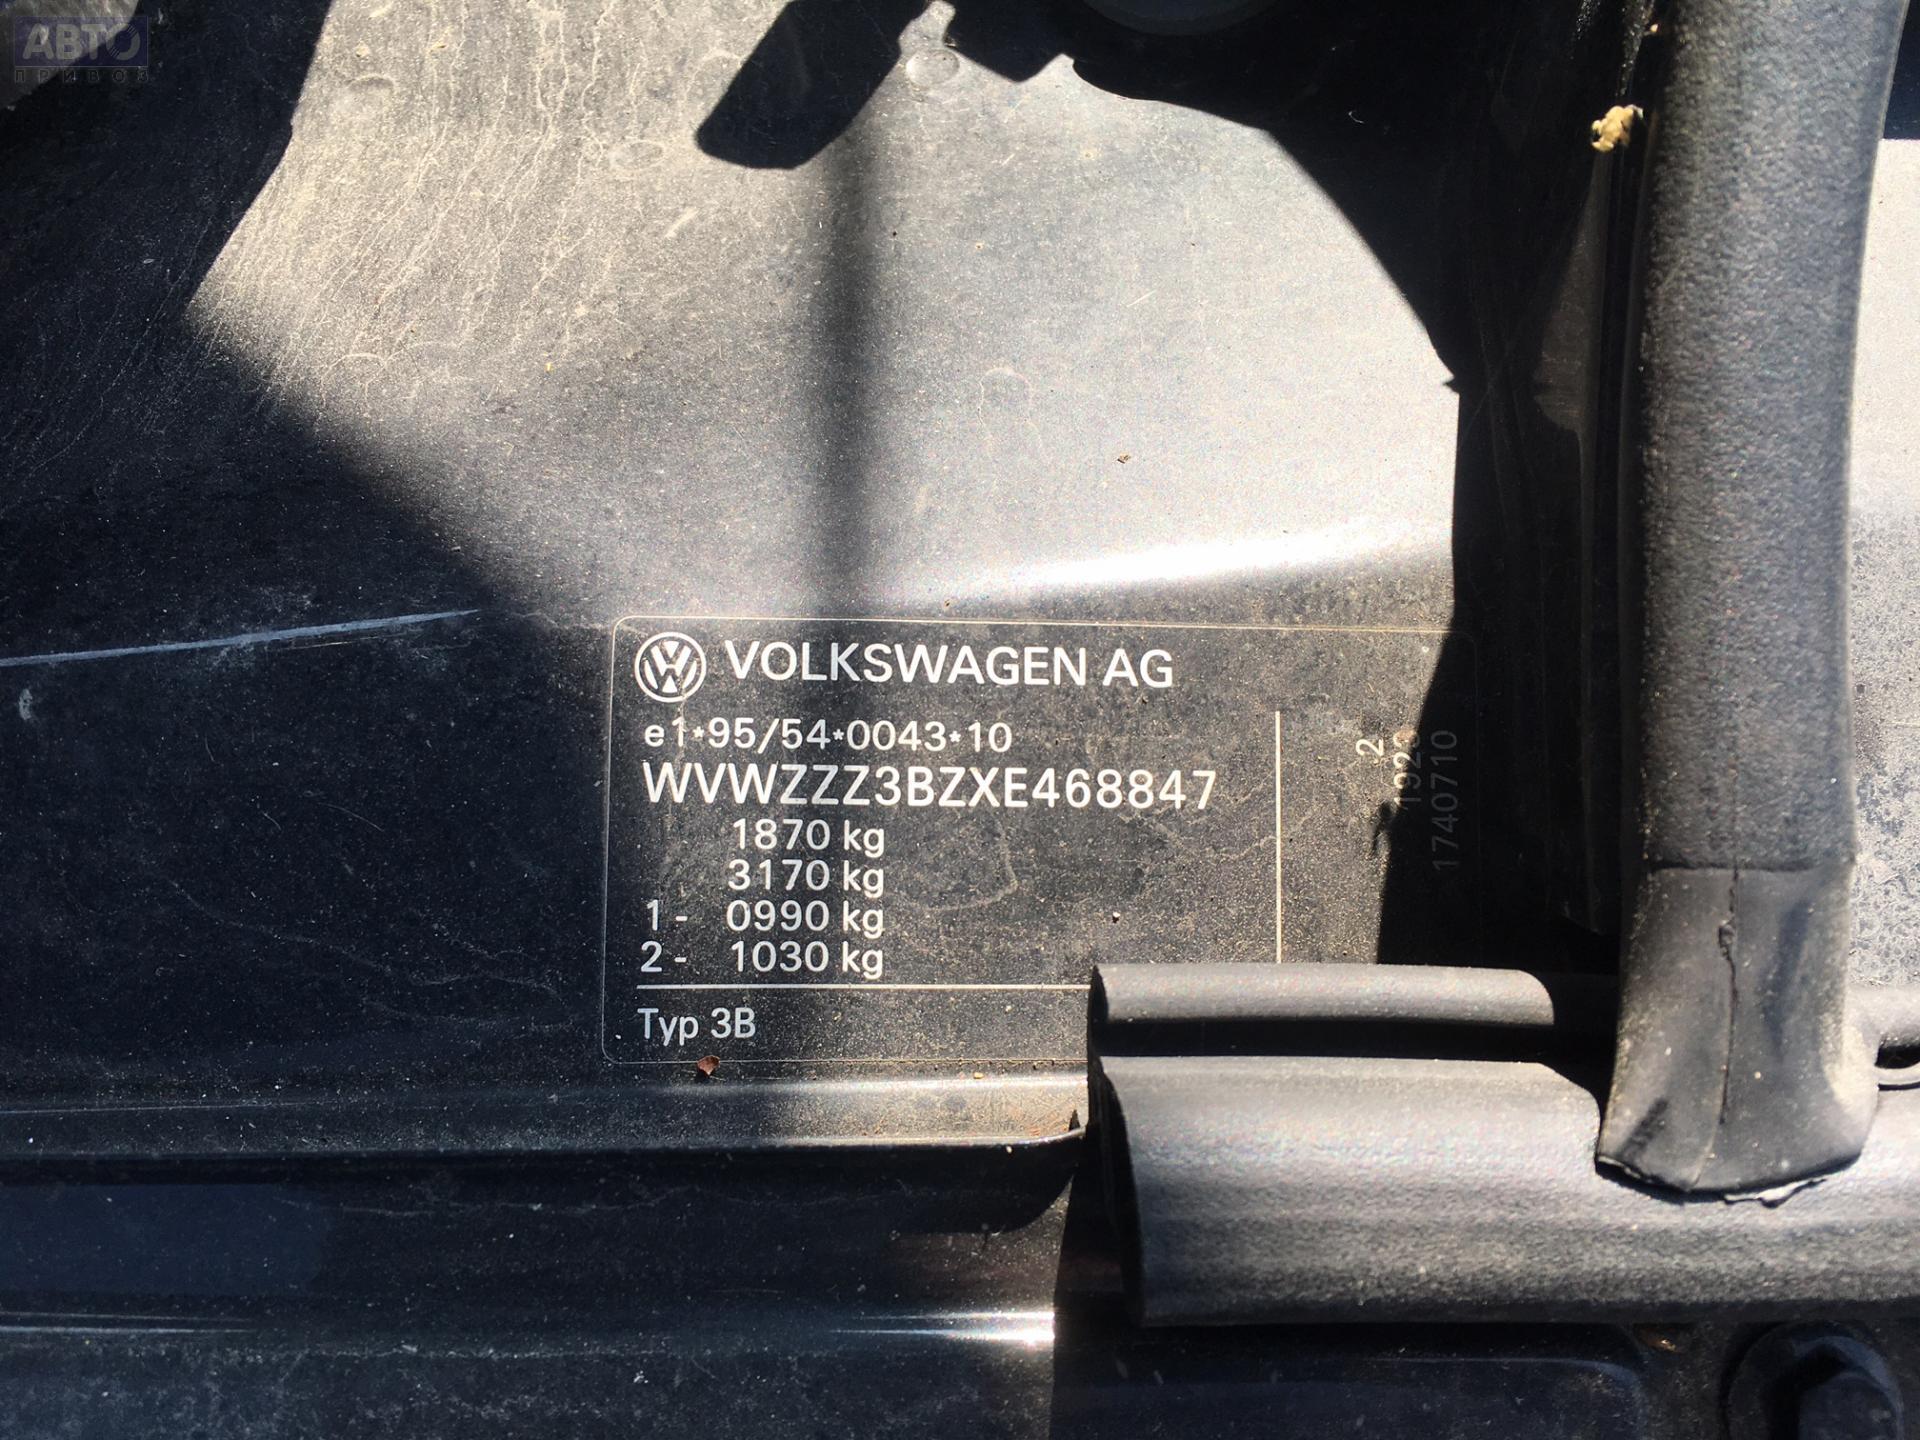 АВТО
ПРИВОЗ
VOLKSWAGEN AG
e1*95/54*0043*10
WVWZZZ3BZXE468847
1870 kg
3170 kg
1- 0990 kg
2- 1030 kg
Typ 3B
2
1740710